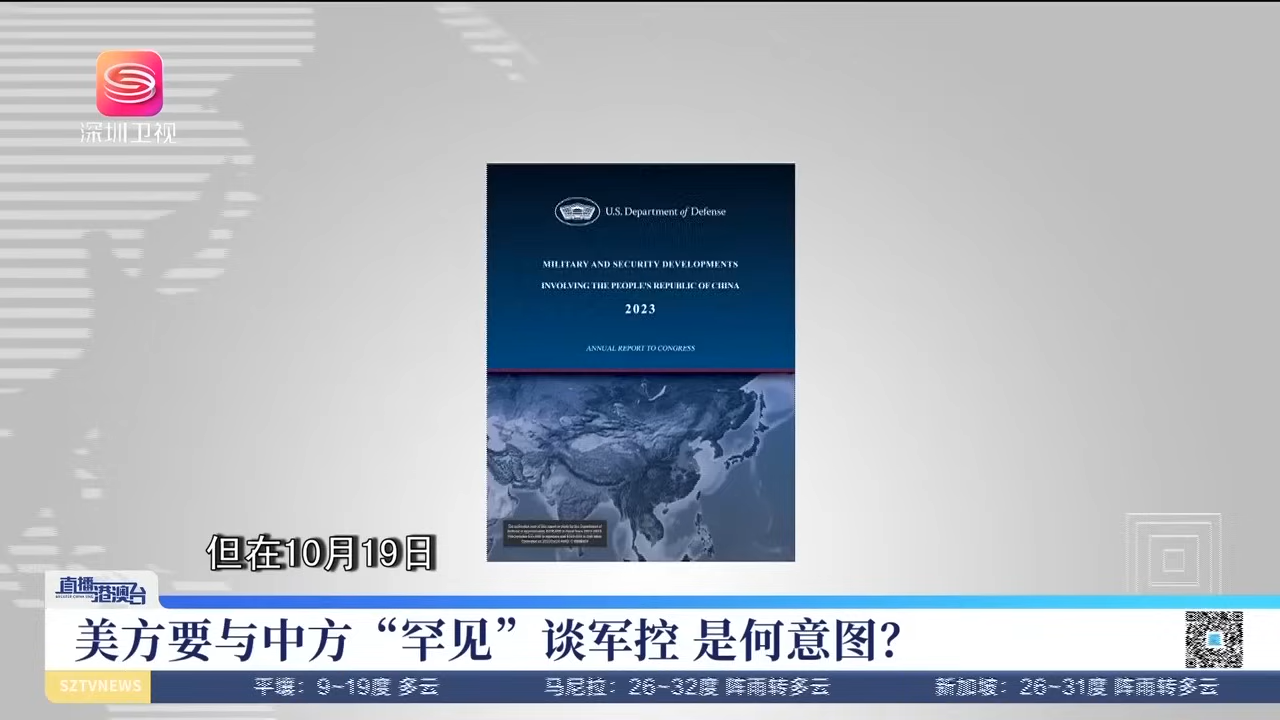 深圳卫视
U.S. Department of Defense
MILITARY AND SECURITY DEVELOPMENTS
INVOLVING THE PEOPLE'S REPUBLIC OF CHINA
2023
ANNUAL REPORT TO CONGRESS
但在10月19日
直播
港澳台
美方要与中方“罕见”谈军控 是何意图?
SZTVNEWS
平壤：9~10度 多云
马尼拉：26~32度 阵雨转多云
新加坡：26~31度 阵雨转多云